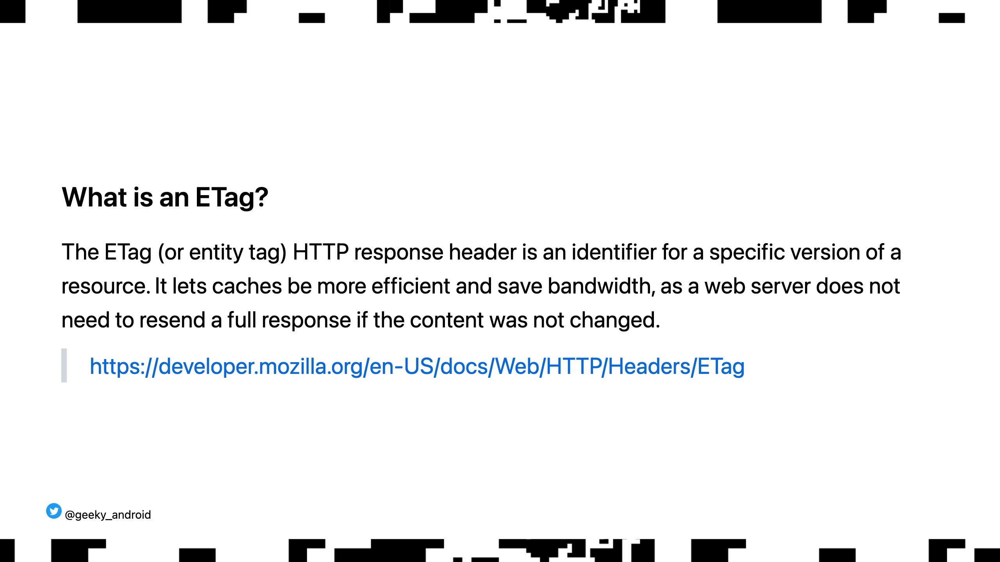 What is an ETag?
The ETag (or entity tag) HTTP response header is an identifier for a specific version of a
resource. It lets caches be more efficient and save bandwidth, as a web server does not
need to resend a full response if the content was not changed.
https://developer.mozilla.org/en-US/docs/Web/HTTP/Headers/ETag
@geeky_android